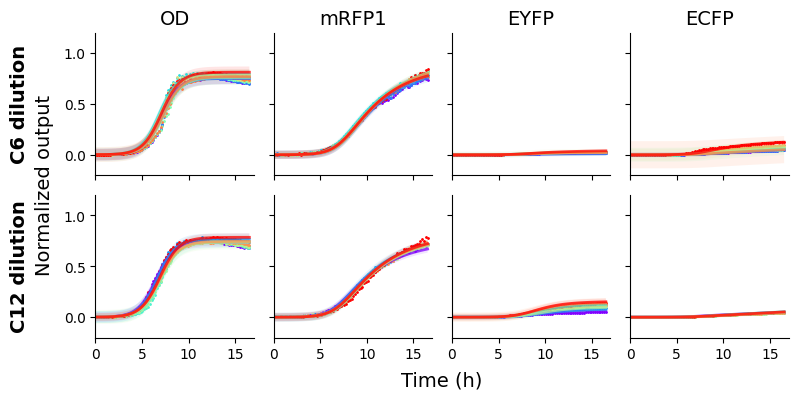 OD mRFP1 EYFP ECFP
C6 dilution
Normalized output
1.0
0.5
0.0
C12 dilution
1.0
0.5
0.0
0 5 10 15 0 5 10 15 0 5 10 15 0 5 10 15
Time (h)